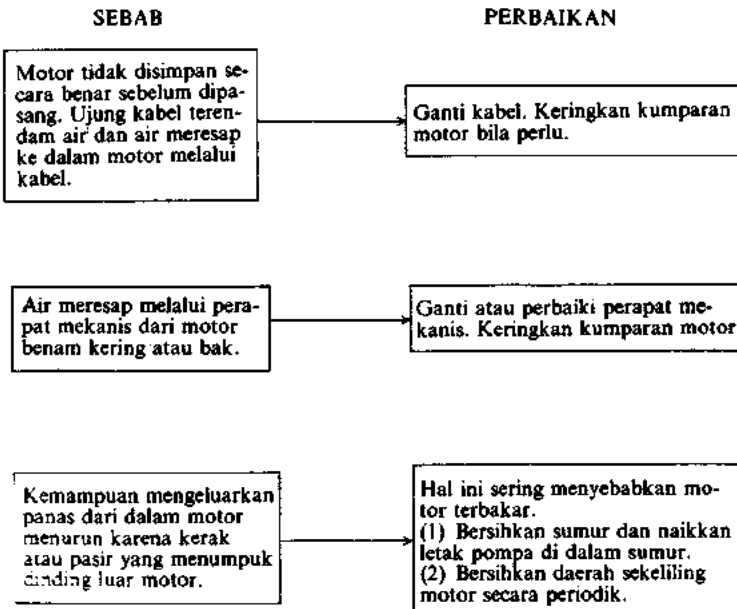 SEBAB
PERBAIKAN
Motor tidak disimpan se-
cara benar sebelum dipa-
sang. Ujung kabel teren-
dam air dan air meresap
ke dalam motor melalui
kabel.
Ganti kabel. Keringkan kumparan
motor bila perlu.
Air meresap melalui pera-
pat mekanis dari motor
benam kering atau bak.
Ganti atau perbaiki perapat me-
kanis. Keringkan kumparan motor
Kemampuan mengeluarkan
panas dari dalam motor
menurun karena kerak
atau pasir yang menumpuk
dinding luar motor.
Hal ini sering menyebabkan mo-
tor terbakar.
(1) Bersihkan sumur dan naikkan
letak pompa di dalam sumur.
(2) Bersihkan daerah sekeliling
motor secara periodik.